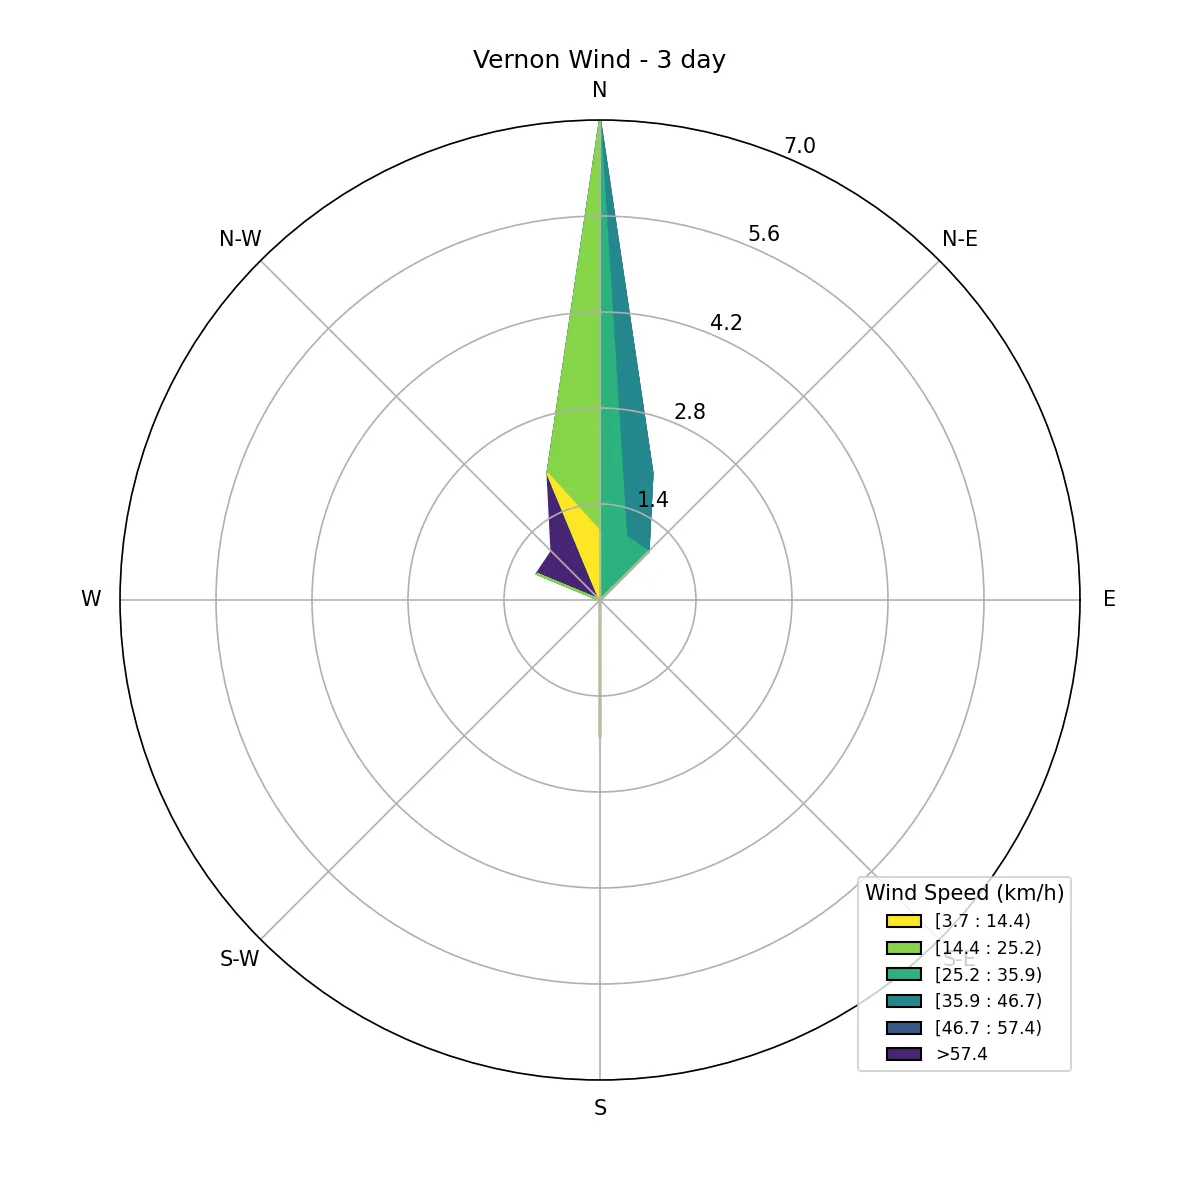 Vernon Wind - 3 day
N
7.0
N-W
5.6
N-E
4.2
2.8
1.4
W
E
Wind Speed (km/h)
[3.7 : 14.4)
[14.4 : 25.2)
S-W
S-E
[25.2 : 35.9)
[35.9 : 46.7)
[46.7 : 57.4)
>57.4
S